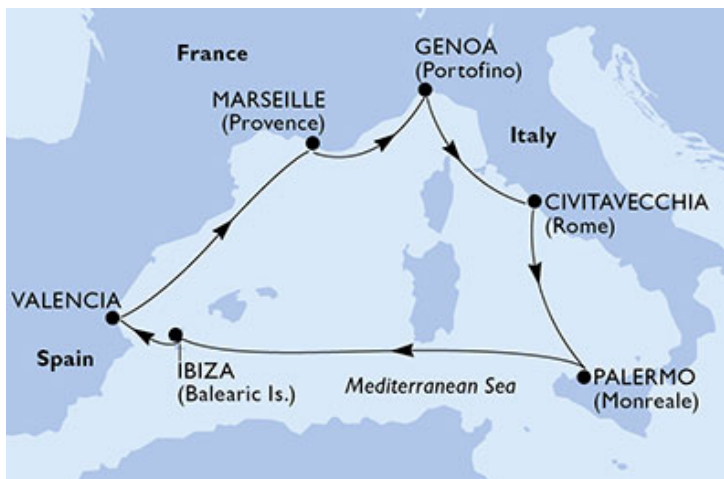 France
GENOA
(Portofino)
MARSEILLE
(Provence)
Italy
CIVITAVECCHIA
(Rome)
VALENCIA
Spain
IBIZA
(Balearic Is.)
Mediterranean Sea
PALERMO
(Monreale)